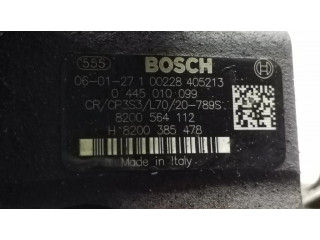 555 BOSCH
06-01-27 1 00228 405213
0 445 010 099
CR/CP3S3/L70/20-789S
8200 564 112
H 8200 385 478
Made in Italy